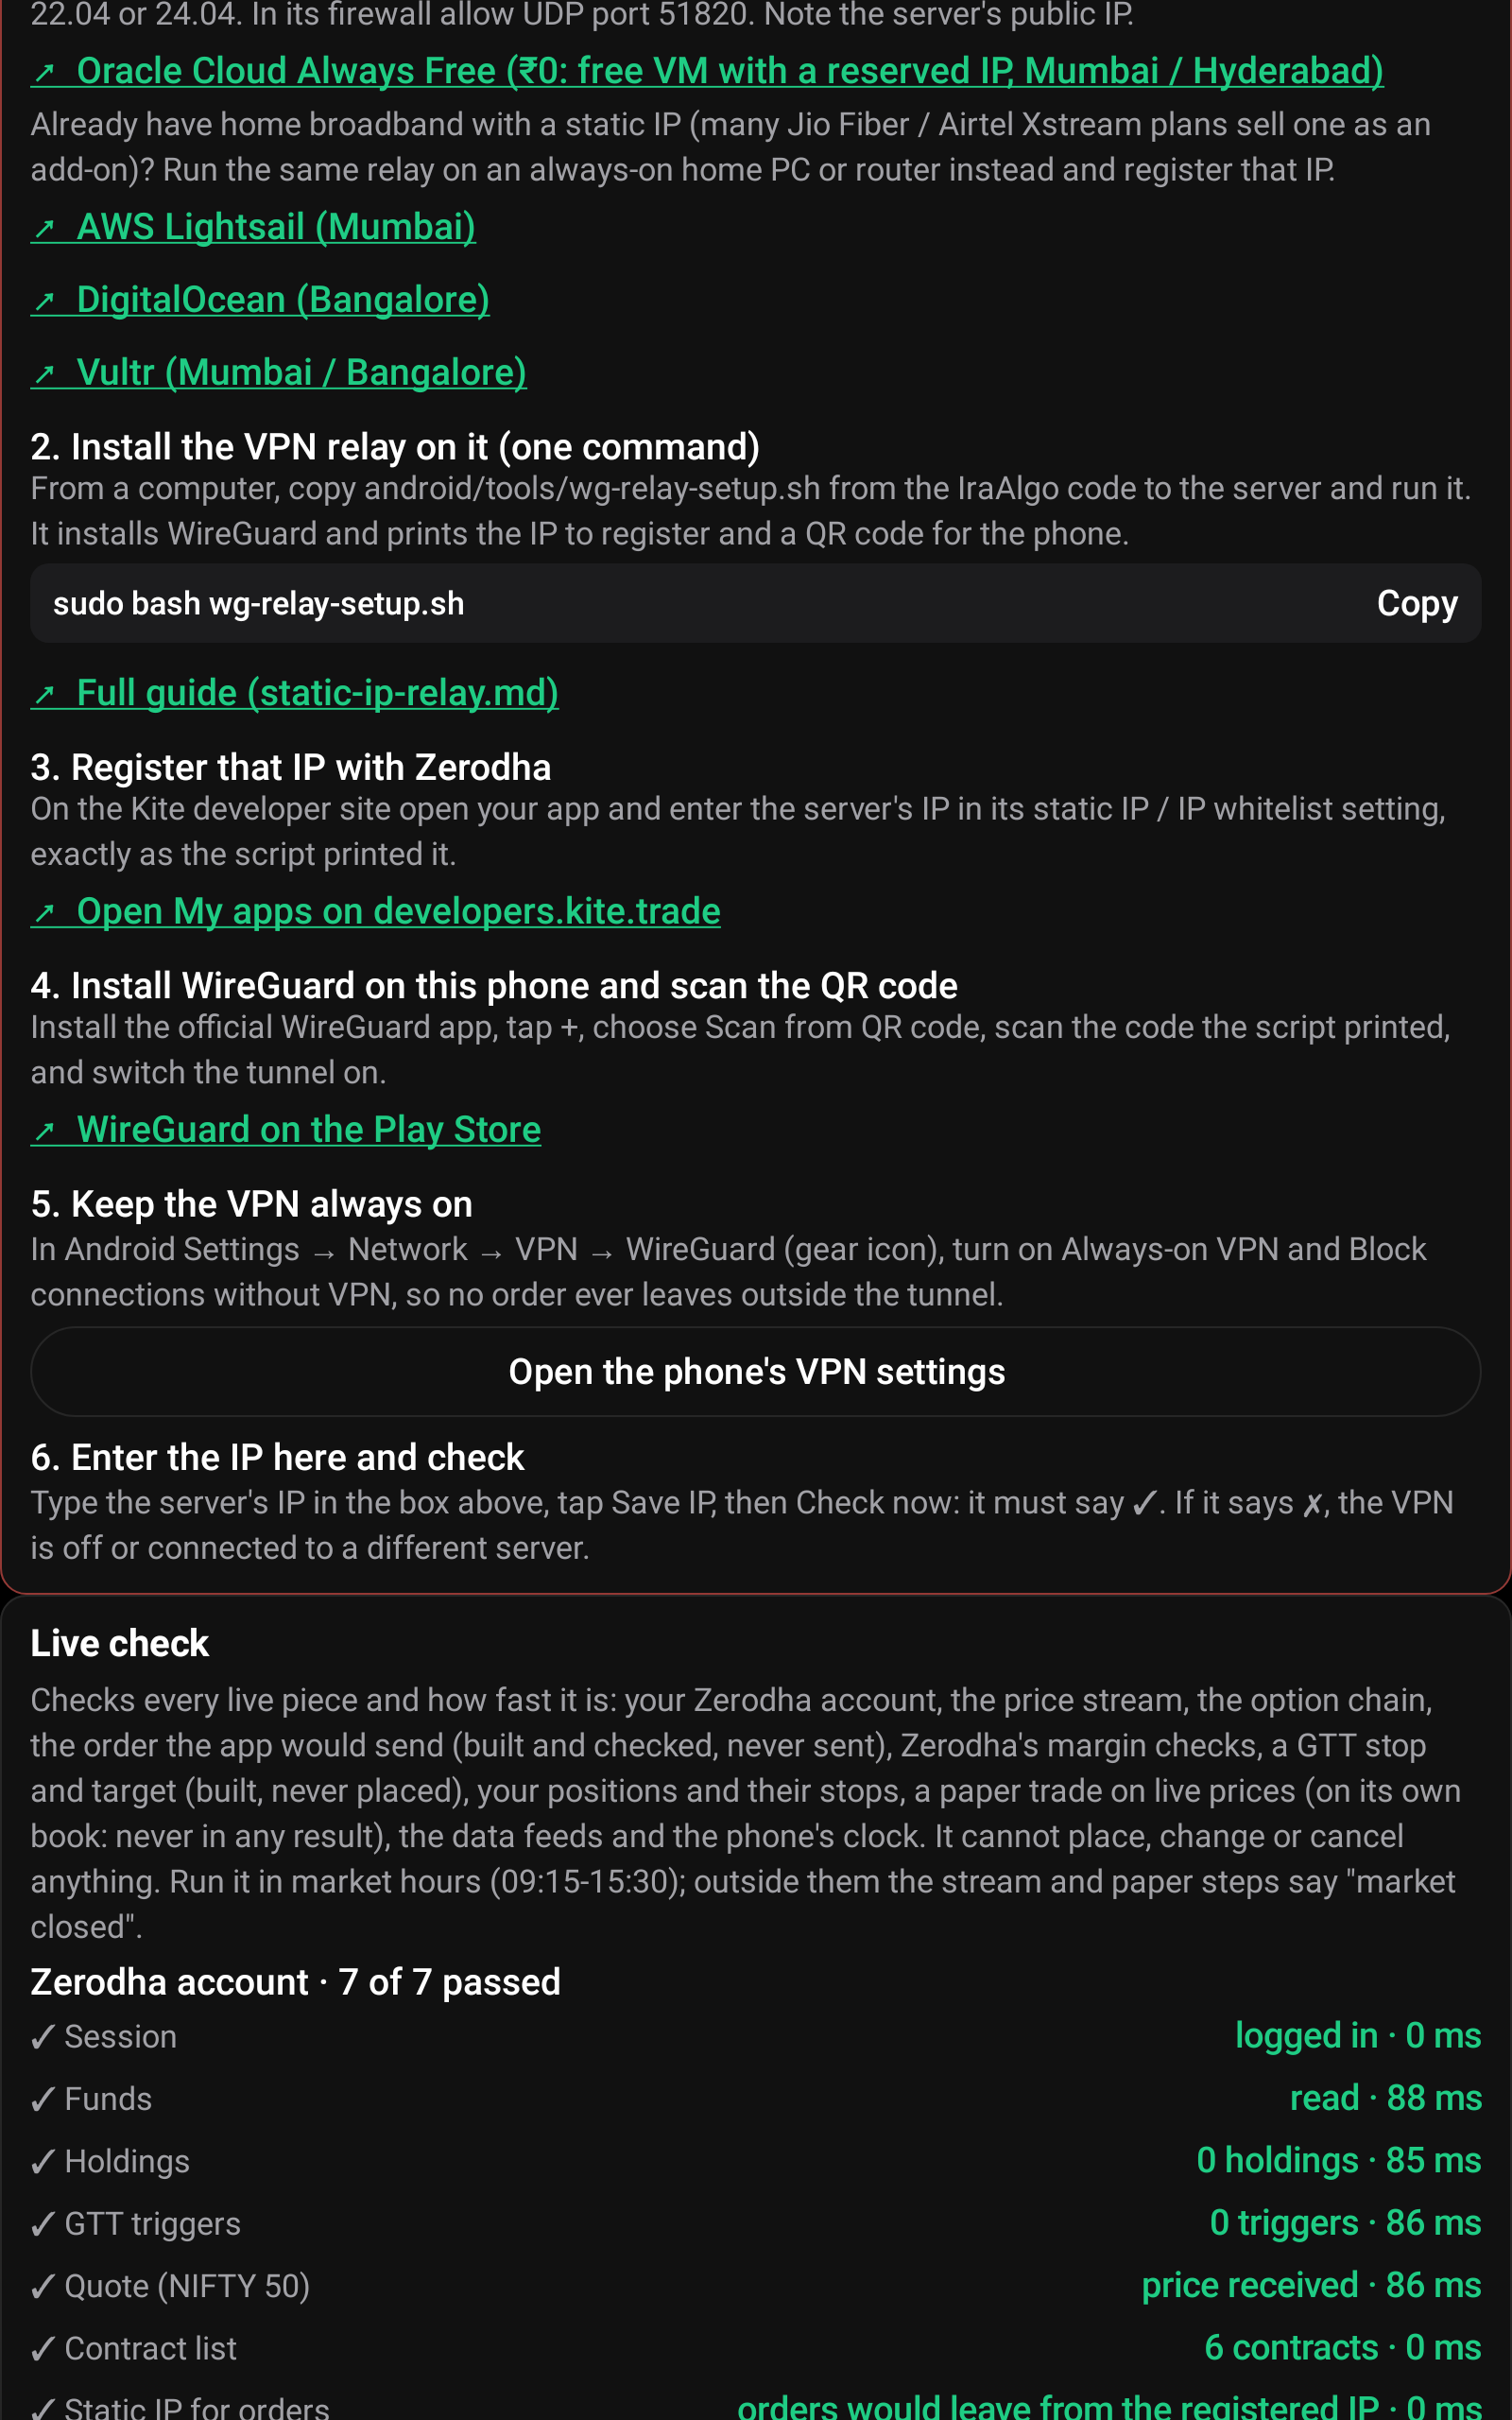 22.04 or 24.04. In its firewall allow UDP port 51820. Note the server's public IP.
↗ Oracle Cloud Always Free (₹0: free VM with a reserved IP, Mumbai / Hyderabad)
Already have home broadband with a static IP (many Jio Fiber / Airtel Xstream plans sell one as an
add-on)? Run the same relay on an always-on home PC or router instead and register that IP.
↗ AWS Lightsail (Mumbai)
↗ DigitalOcean (Bangalore)
↗ Vultr (Mumbai / Bangalore)
2. Install the VPN relay on it (one command)
From a computer, copy android/tools/wg-relay-setup.sh from the IraAlgo code to the server and run it.
It installs WireGuard and prints the IP to register and a QR code for the phone.
sudo bash wg-relay-setup.sh Copy
↗ Full guide (static-ip-relay.md)
3. Register that IP with Zerodha
On the Kite developer site open your app and enter the server's IP in its static IP / IP whitelist setting,
exactly as the script printed it.
↗ Open My apps on developers.kite.trade
4. Install WireGuard on this phone and scan the QR code
Install the official WireGuard app, tap +, choose Scan from QR code, scan the code the script printed,
and switch the tunnel on.
↗ WireGuard on the Play Store
5. Keep the VPN always on
In Android Settings → Network → VPN → WireGuard (gear icon), turn on Always-on VPN and Block
connections without VPN, so no order ever leaves outside the tunnel.
Open the phone's VPN settings
6. Enter the IP here and check
Type the server's IP in the box above, tap Save IP, then Check now: it must say ✓. If it says ✗, the VPN
is off or connected to a different server.
Live check
Checks every live piece and how fast it is: your Zerodha account, the price stream, the option chain,
the order the app would send (built and checked, never sent), Zerodha's margin checks, a GTT stop
and target (built, never placed), your positions and their stops, a paper trade on live prices (on its own
book: never in any result), the data feeds and the phone's clock. It cannot place, change or cancel
anything. Run it in market hours (09:15-15:30); outside them the stream and paper steps say "market
closed".
Zerodha account · 7 of 7 passed
✓ Session logged in · 0 ms
✓ Funds read · 88 ms
✓ Holdings 0 holdings · 85 ms
✓ GTT triggers 0 triggers · 86 ms
✓ Quote (NIFTY 50) price received · 86 ms
✓ Contract list 6 contracts · 0 ms
✓ Static IP for orders orders would leave from the registered IP · 0 ms